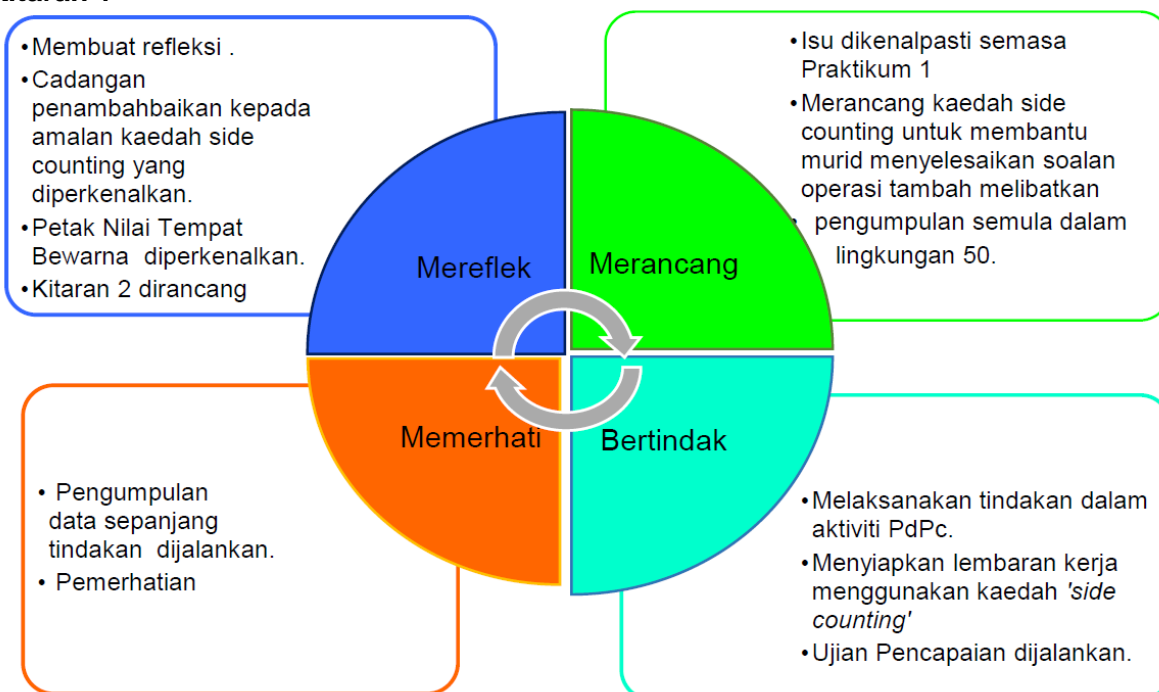 • Membuat refleksi .
• Cadangan
penambahbaikan kepada
amalan kaedah side
counting yang
diperkenalkan.
• Petak Nilai Tempat
Bewarna diperkenalkan.
• Kitaran 2 dirancang
• Isu dikenalpasti semasa
Praktikum 1
• Merancang kaedah side
counting untuk membantu
murid menyelesaikan soalan
operasi tambah melibatkan
• pengumpulan semula dalam
lingkungan 50.
Mereflek
Merancang
Memerhati
Bertindak
• Pengumpulan
data sepanjang
tindakan dijalankan.
• Pemerhatian
• Melaksanakan tindakan dalam
aktiviti PdPc.
• Menyiapkan lembaran kerja
menggunakan kaedah 'side
counting'
• Ujian Pencapaian dijalankan.